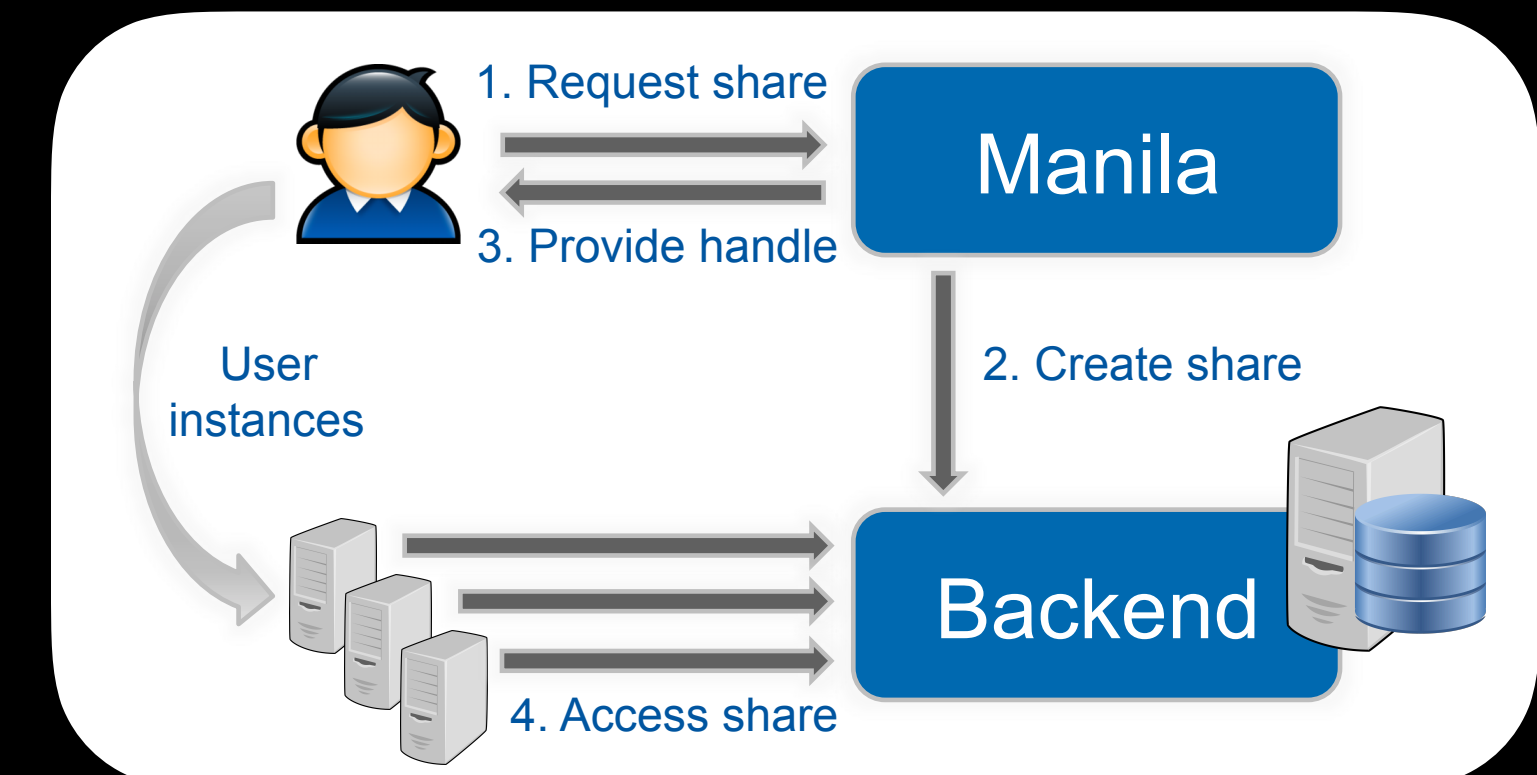 1. Request share
Manila
3. Provide handle
User
instances
2. Create share
Backend
4. Access share